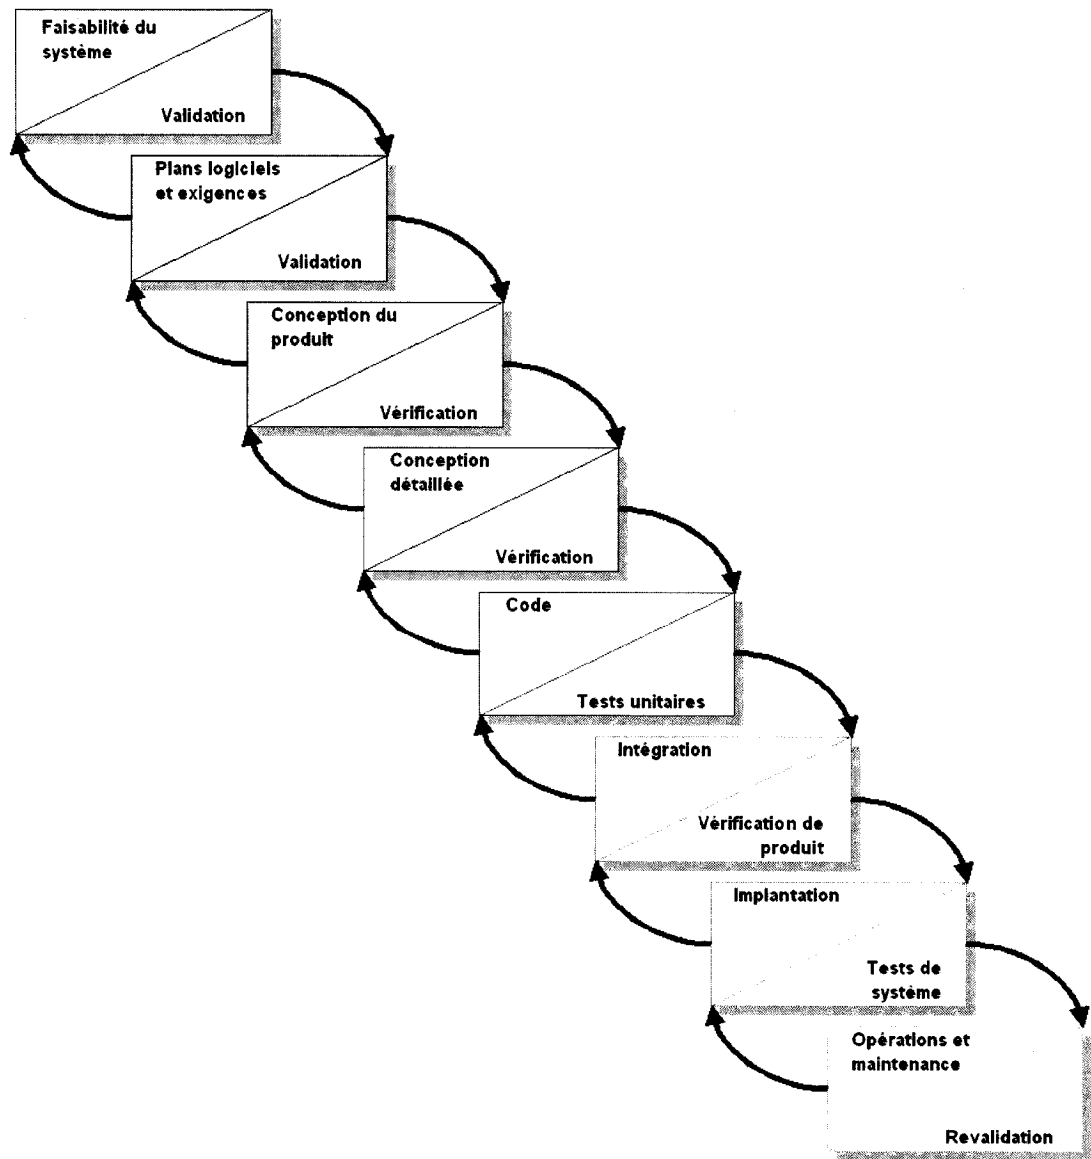 Faisabilité du
système
Validation
Plans logiciels
et exigences
Validation
Conception du
produit
Vérification
Conception
détaillée
Vérification
Code
Tests unitaires
Intégration
Vérification de
produit
Implantation
Tests de
système
Opérations et
maintenance
Revalidation